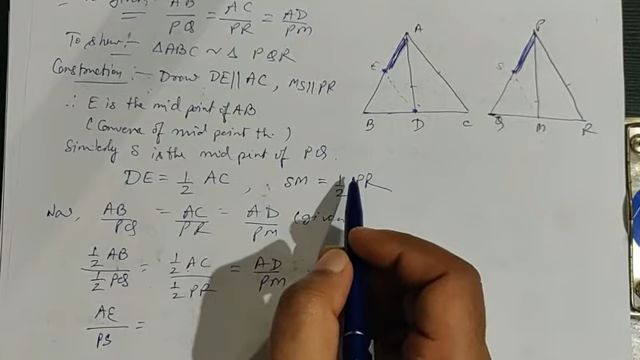 given:- AB/PQ = AC/PR = AD/PM
To show:- △ABC ~ △ PQR
Construction:- Draw DE||AC, MS||PR
∴ E is the mid point of AB
(Converse of mid point th.)
Similarly S is the mid point of PQ.
DE = 1/2 AC, ∴ SM = 1/2 PR
Now, AB/PQ = AC/PR = AD/PM (given
1/2 AB / 1/2 PQ = 1/2 AC / 1/2 PR = AD/PM
AE/PS =
A
E
B
D
C
P
S
Q
M
R